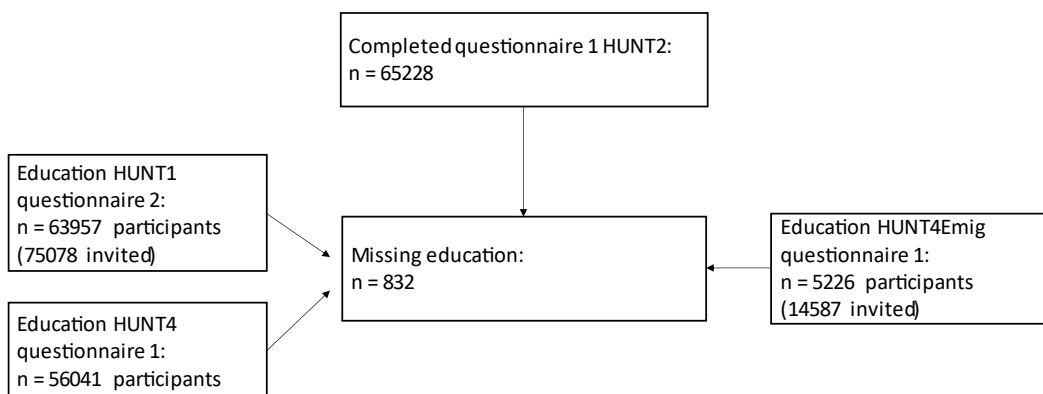 Completed questionnaire 1 HUNT2:
n = 65228
Education HUNT1
questionnaire 2:
n = 63957 participants
(75078 invited)
Missing education:
n = 832
Education HUNT4Emig
questionnaire 1:
n = 5226 participants
(14587 invited)
Education HUNT4
questionnaire 1:
n = 56041 participants